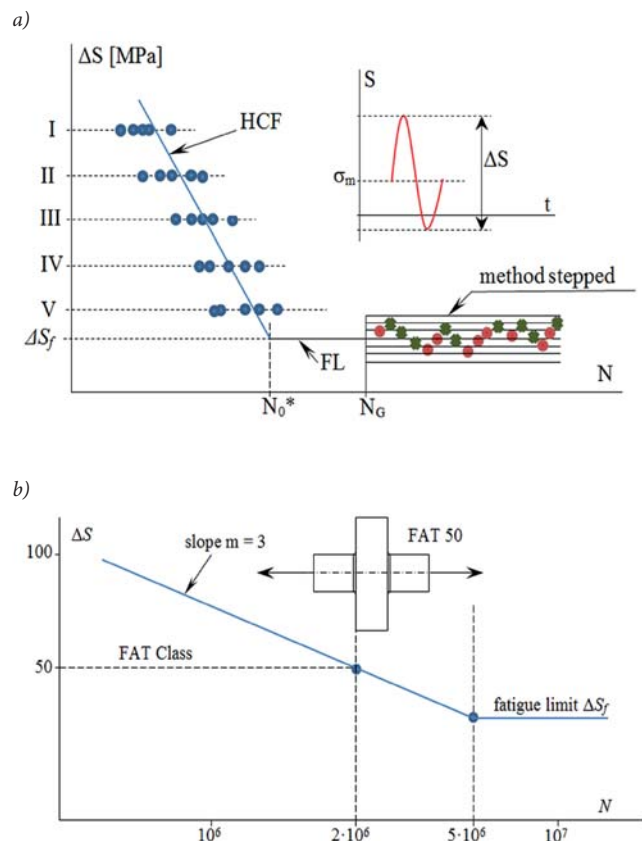 a)
ΔS [MPa]
S
I
HCF
II
ΔS
σm
III
t
IV
method stepped
V
ΔSf
FL
N
N₀*
NG
b)
ΔS
FAT 50
100
slope m = 3
FAT Class
50
fatigue limit ΔSf
N
10⁶
2·10⁶
5·10⁶
10⁷